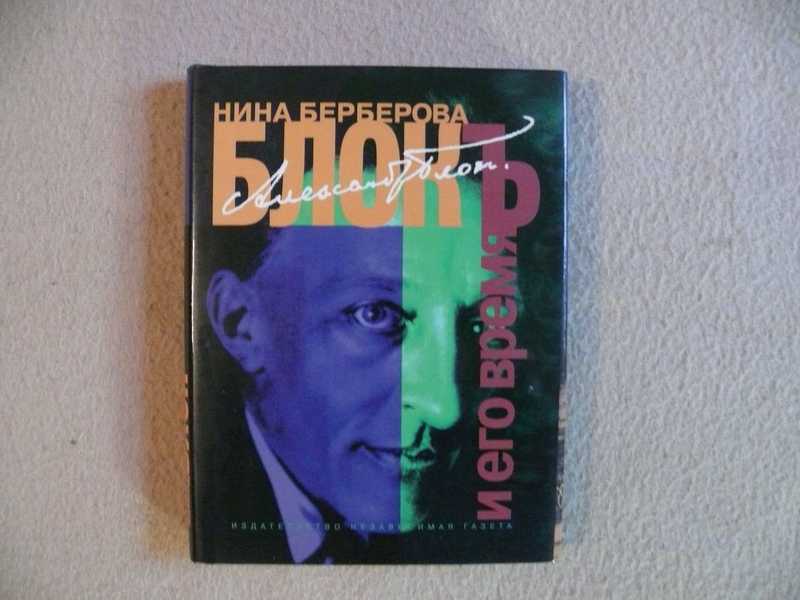 НИНА БЕРБЕРОВА
БЛОКЪ
Александр Блок.
и его время
ИЗДАТЕЛЬСТВО НЕЗАВИСИМАЯ ГАЗЕТА